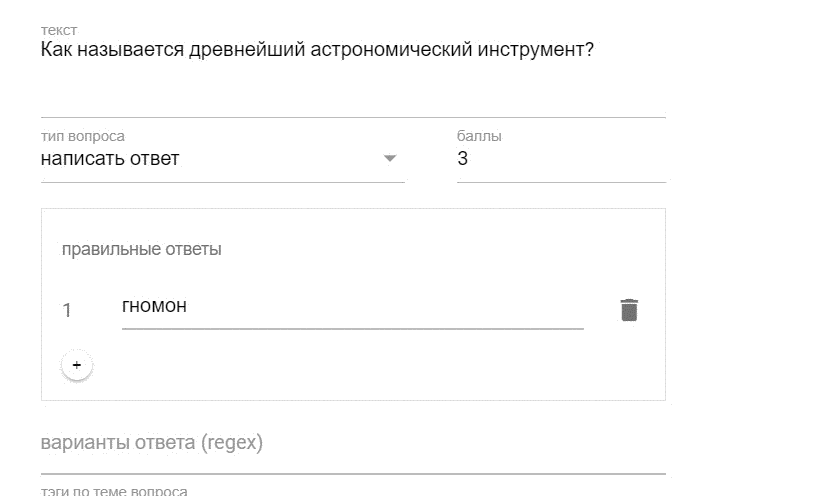 текст
Как называется древнейший астрономический инструмент?
тип вопроса
баллы
написать ответ
3
правильные ответы
1
гномон
+
варианты ответа (regex)
тэги по теме вопроса